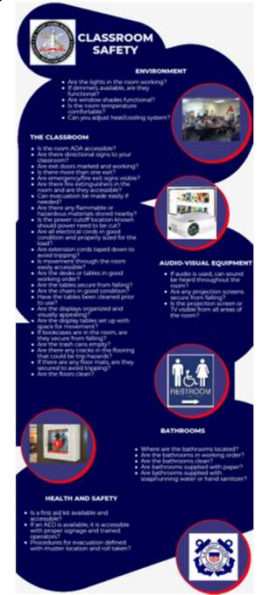 CLASSROOM
SAFETY
ENVIRONMENT
Are the lights in the room working?
If dimmers available, are they
functional?
Are window shades functional?
Is the room temperature
comfortable?
Can you adjust heat/cooling system?
THE CLASSROOM
Is the room ADA accessible?
Are there directional signs to your
classroom?
Are exit doors marked and working?
Is there more than one exit?
Are emergency/fire exit signs visible?
Are there fire extinguishers in the
room and are they accessible?
Can evacuation be made easily if
needed?
Are there any flammable or
hazardous materials stored nearby?
Is the power cutoff location known
should power need to be cut?
Are all electrical cords in good
condition and properly sized for the
load?
Are extension cords taped down to
avoid tripping?
Is movement through the room
easily accessible?
Are the desks or tables in good
working order?
Are the tables secure from falling?
Are the chairs in good condition?
Have the tables been cleaned prior
to use?
Are the displays organized and
visually appealing?
Are the display tables set up with
space for movement?
If bookcases are in the room, are
they secure from falling?
Are the trash cans empty?
Are there any cracks in the flooring
that could be trip hazards?
If there are any floor mats, are they
secured to avoid tripping?
Are the floors clean?
AUDIO-VISUAL EQUIPMENT
If audio is used, can sound
be heard throughout the
room?
Are any projection screens
secure from falling?
Is the projection screen or
TV visible from all areas of
the room?
RESTROOM
BATHROOMS
Where are the bathrooms located?
Are the bathrooms in working order?
Are the bathrooms clean?
Are bathrooms supplied with paper?
Are bathrooms supplied with
soap/running water or hand sanitizer?
HEALTH AND SAFETY
Is a first aid kit available and
accessible?
If an AED is available, it is accessible
with proper signage and trained
operators?
Procedures for evacuation defined
with muster location and roll taken?